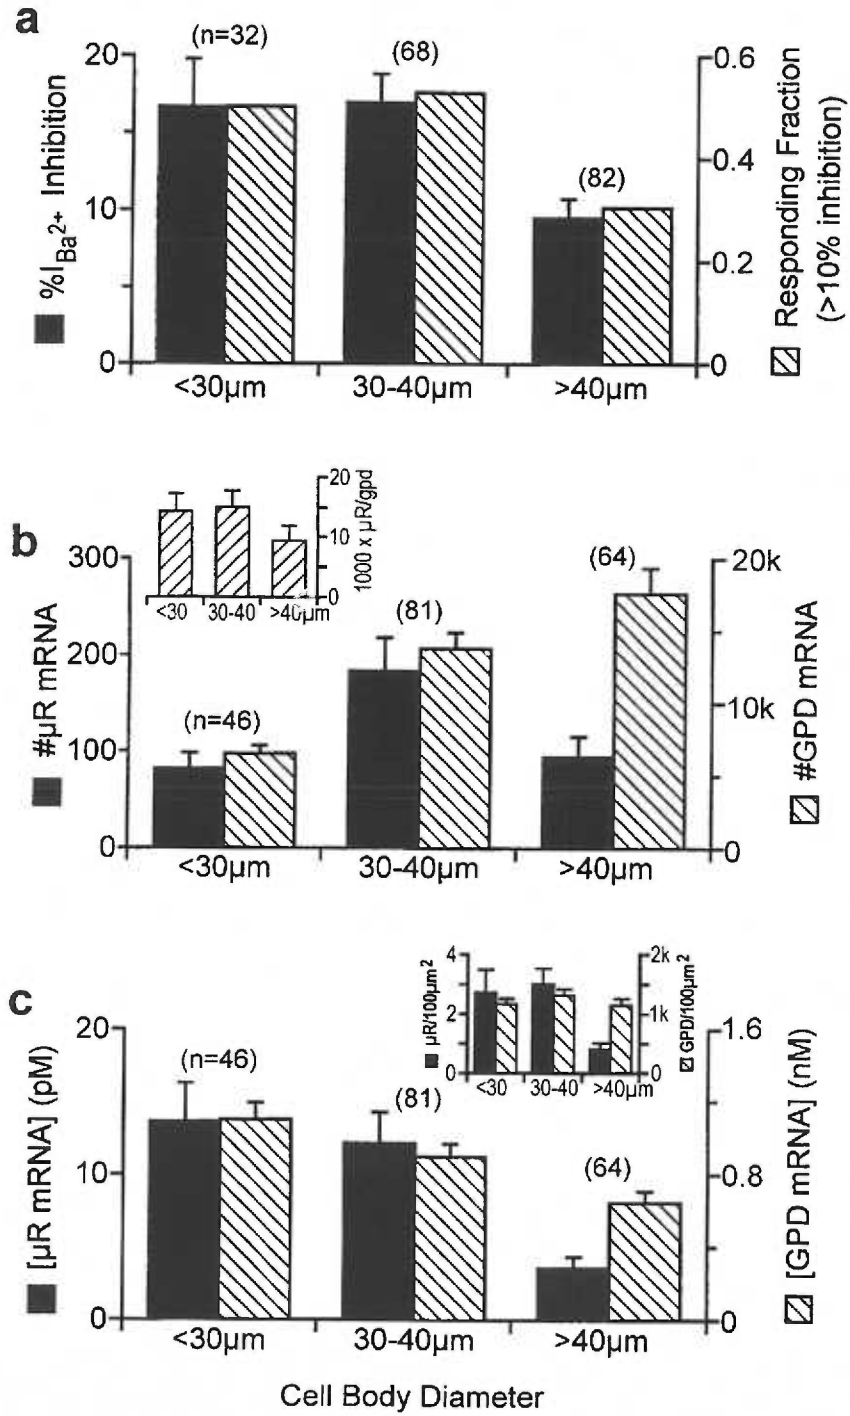 a
(n=32)
(68)
(82)
20
10
0
%I_Ba²⁺ Inhibition
0.6
0.4
0.2
0
Responding Fraction
(>10% inhibition)
<30µm
30-40µm
>40µm
b
20
10
0
1000 x µR/gpd
<30
30-40
>40µm
300
200
100
0
#µR mRNA
(n=46)
(81)
(64)
20k
10k
0
#GPD mRNA
<30µm
30-40µm
>40µm
c
4
2
0
µR/100µm²
2k
1k
0
GPD/100µm²
<30
30-40
>40µm
20
10
0
[µR mRNA] (pM)
(n=46)
(81)
(64)
1.6
0.8
0
[GPD mRNA] (nM)
<30µm
30-40µm
>40µm
Cell Body Diameter